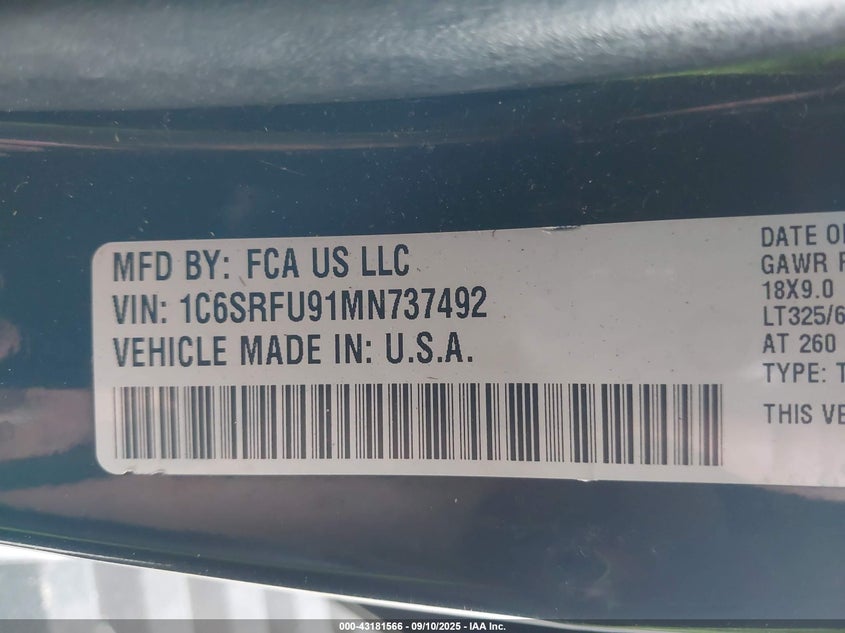 MFD BY: FCA US LLC
VIN: 1C6SRFU91MN737492
VEHICLE MADE IN: U.S.A.
DATE O
GAWR
18X9.0
LT325/6
AT 260
TYPE: T
THIS VE
000-43181566 - 09/10/2025 - IAA Inc.